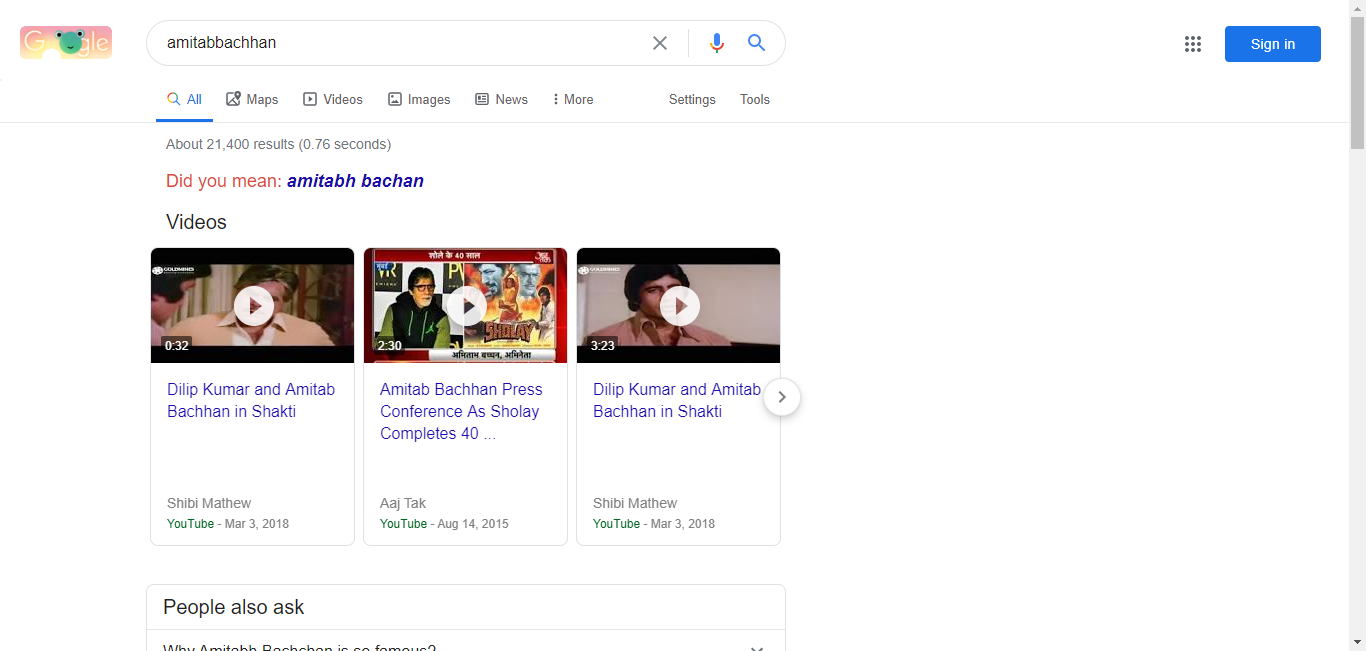 Google
amitabbachhan
Sign in
All
Maps
Videos
Images
News
More
Settings
Tools
About 21,400 results (0.76 seconds)
Did you mean: amitabh bachan
Videos
GOLDMINES
0:32
Dilip Kumar and Amitab
Bachhan in Shakti
Shibi Mathew
YouTube - Mar 3, 2018
शोले के 40 साल
मुंबई
SHOLAY
2:30
अमिताभ बच्चन, अभिनेता
Amitab Bachhan Press
Conference As Sholay
Completes 40 ...
Aaj Tak
YouTube - Aug 14, 2015
GOLDMINES
3:23
Dilip Kumar and Amitab
Bachhan in Shakti
Shibi Mathew
YouTube - Mar 3, 2018
People also ask
Why Amitabh Bachchan is so famous?